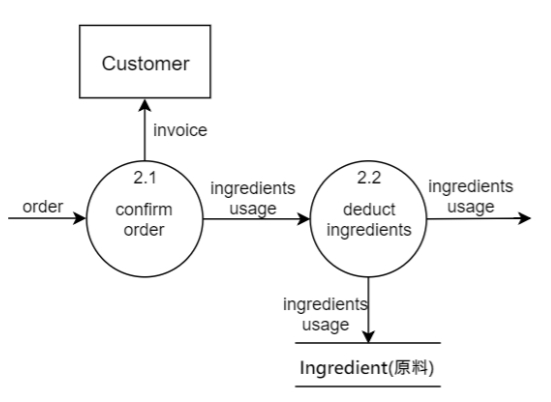 Customer
invoice
order
2.1
confirm
order
ingredients
usage
2.2
deduct
ingredients
ingredients
usage
ingredients
usage
Ingredient(原料)